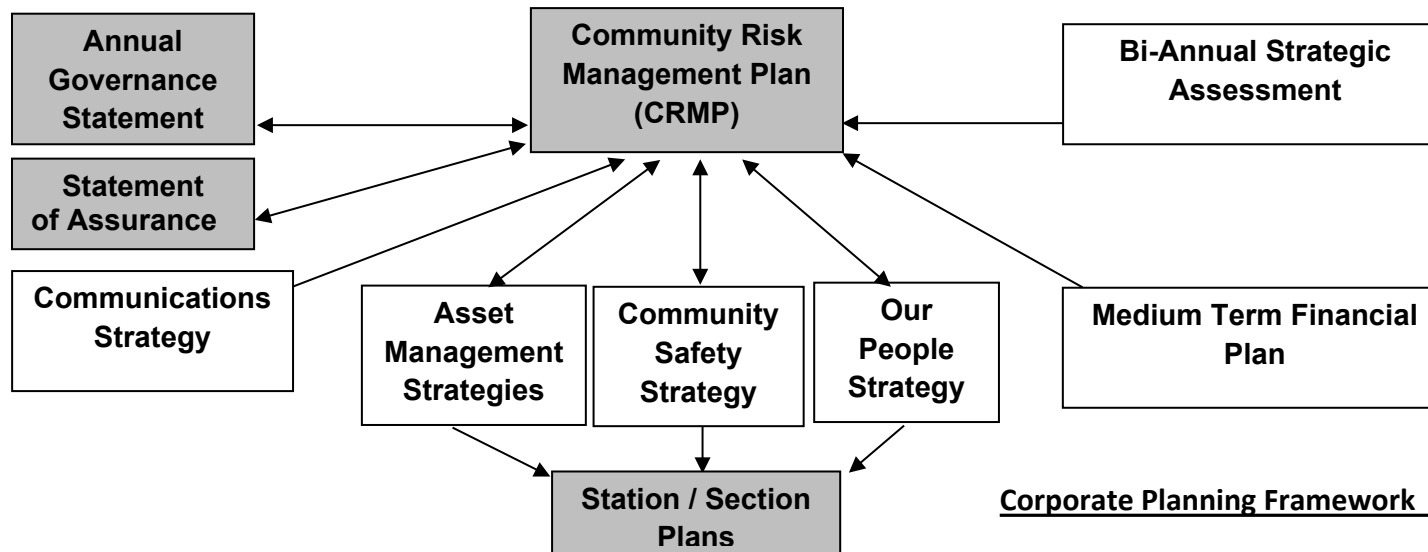 Annual
Governance
Statement
Community Risk
Management Plan
(CRMP)
Bi-Annual Strategic
Assessment
Statement
of Assurance
Communications
Strategy
Asset
Management
Strategies
Community
Safety
Strategy
Our
People
Strategy
Medium Term Financial
Plan
Station / Section
Plans
Corporate Planning Framework